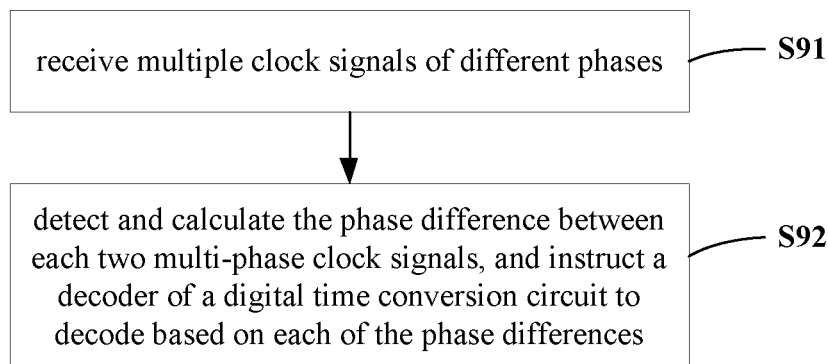 receive multiple clock signals of different phases
S91
detect and calculate the phase difference between
each two multi-phase clock signals, and instruct a
decoder of a digital time conversion circuit to
decode based on each of the phase differences
S92